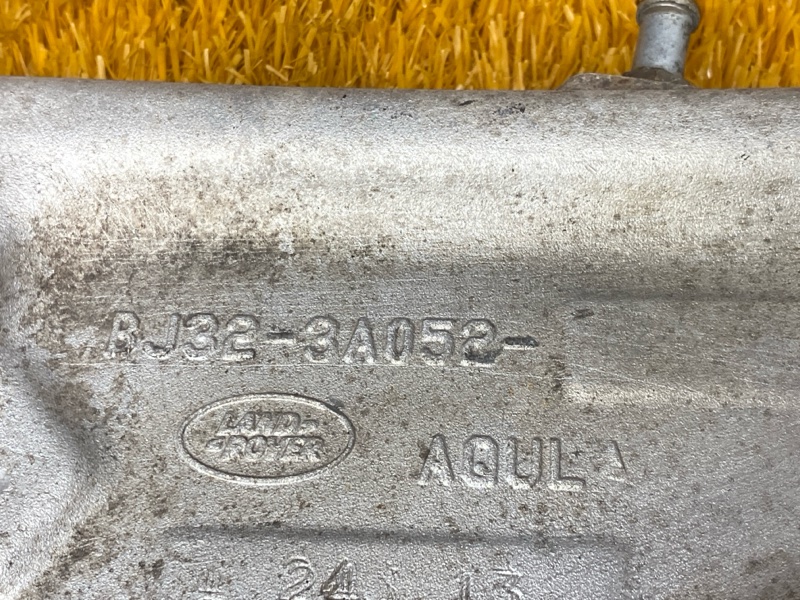 BJ32-3A052-
LAND-
ROVER
AQUL
24 13